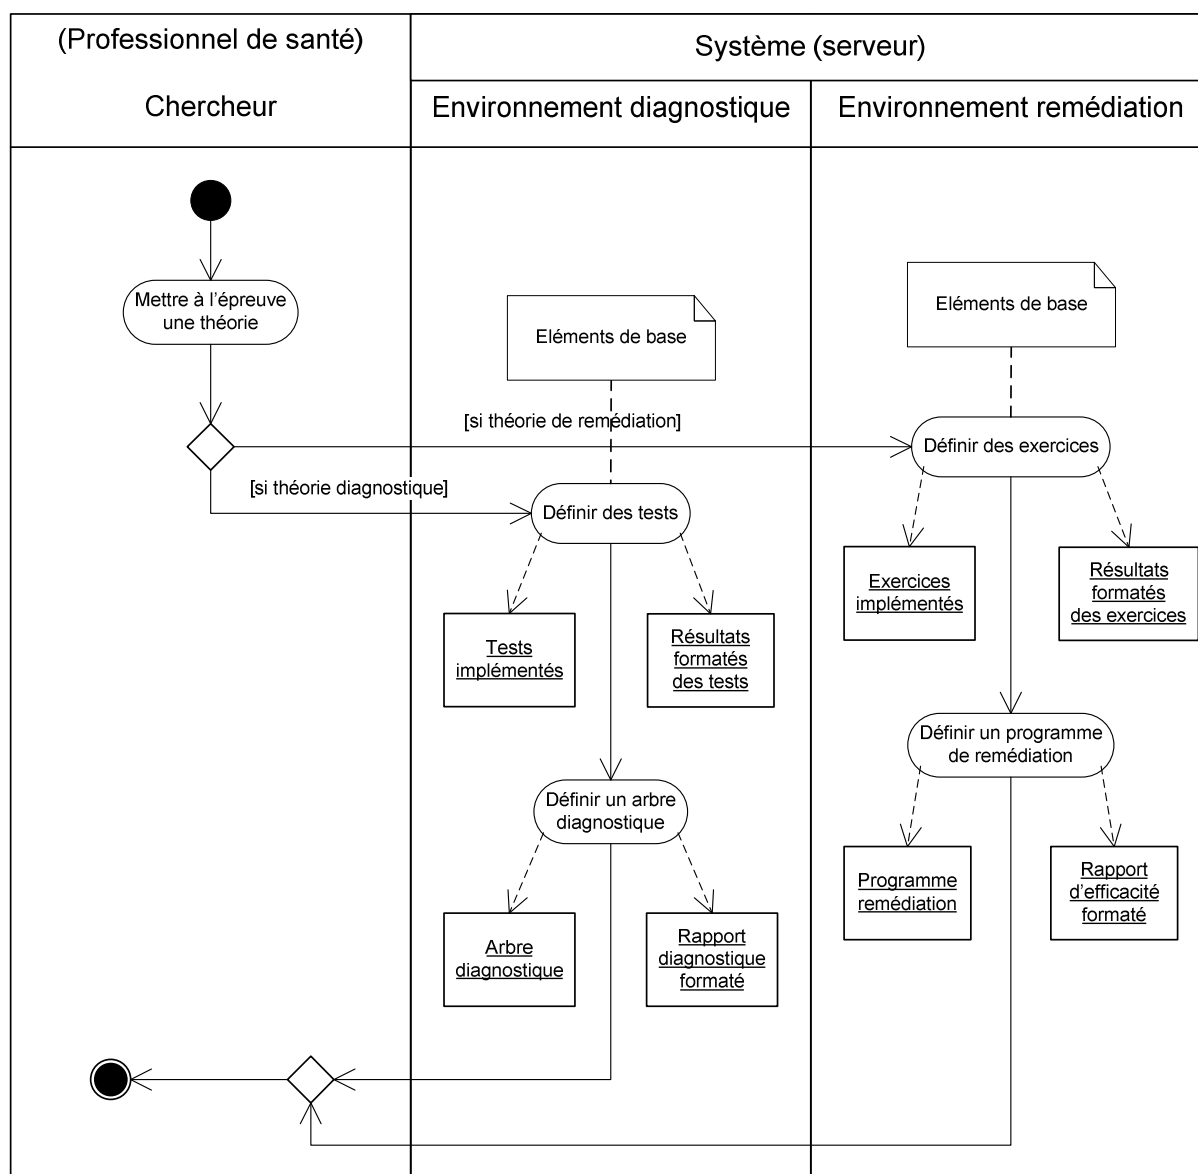 (Professionnel de santé)
Chercheur
Système (serveur)
Environnement diagnostique
Environnement remédiation
Mettre à l'épreuve
une théorie
Eléments de base
Eléments de base
[si théorie de remédiation]
Définir des exercices
[si théorie diagnostique]
Définir des tests
Exercices
implémentés
Résultats
formatés
des exercices
Tests
implémentés
Résultats
formatés
des tests
Définir un programme
de remédiation
Définir un arbre
diagnostique
Programme
remédiation
Rapport
d'efficacité
formaté
Arbre
diagnostique
Rapport
diagnostique
formaté